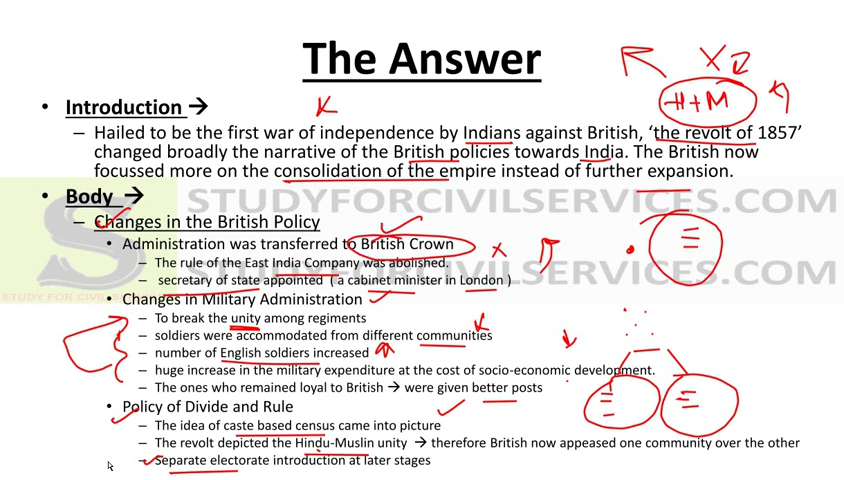 The Answer
• Introduction →
– Hailed to be the first war of independence by Indians against British, ‘the revolt of 1857’
changed broadly the narrative of the British policies towards India. The British now
focussed more on the consolidation of the empire instead of further expansion.
H+M
• Body →
STUDYFORCIVILSERVICES.COM
– Changes in the British Policy
• Administration was transferred to British Crown
– The rule of the East India Company was abolished.
– secretary of state appointed ( a cabinet minister in London )
SERVICES.COM
STUDY FOR CIVIL SERVICES
• Changes in Military Administration
– To break the unity among regiments
– soldiers were accommodated from different communities
– number of English soldiers increased
– huge increase in the military expenditure at the cost of socio-economic development.
– The ones who remained loyal to British → were given better posts
• Policy of Divide and Rule
– The idea of caste based census came into picture
– The revolt depicted the Hindu-Muslin unity → therefore British now appeased one community over the other
– Separate electorate introduction at later stages